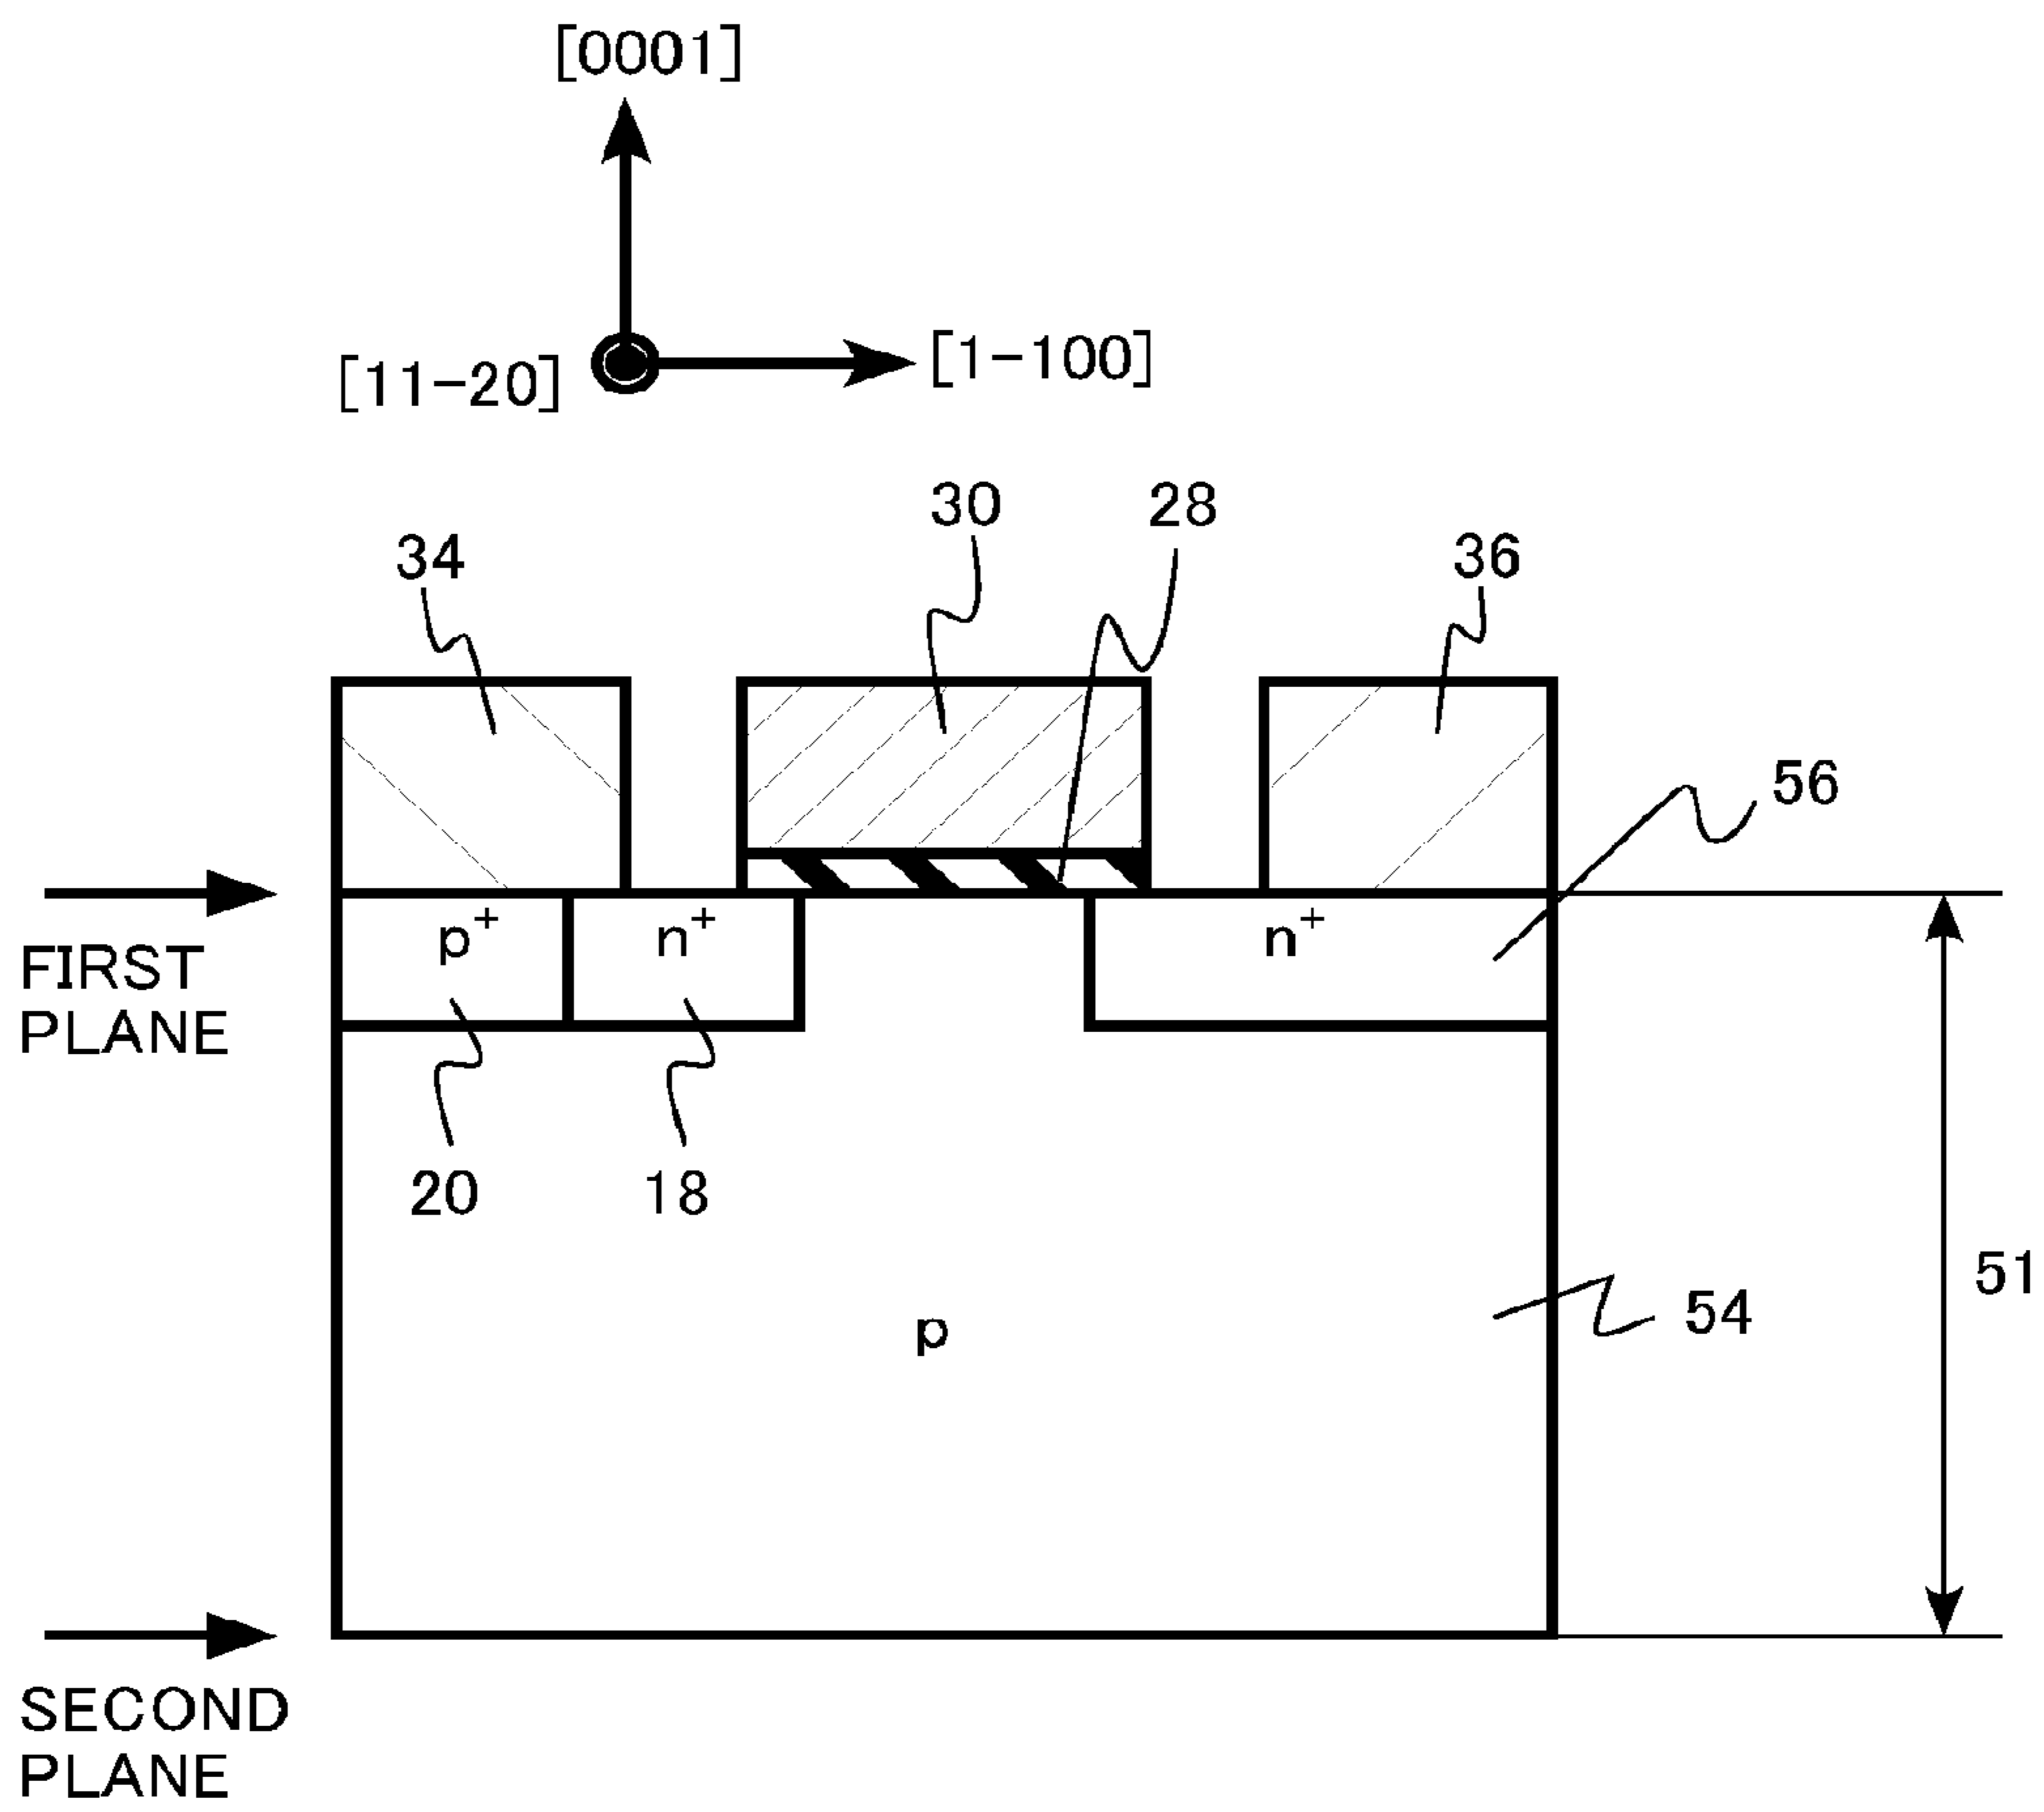 [0001]
[11-20]
[1-100]
30
28
34
36
56
FIRST
PLANE
p+
n+
n+
20
18
51
54
p
SECOND
PLANE